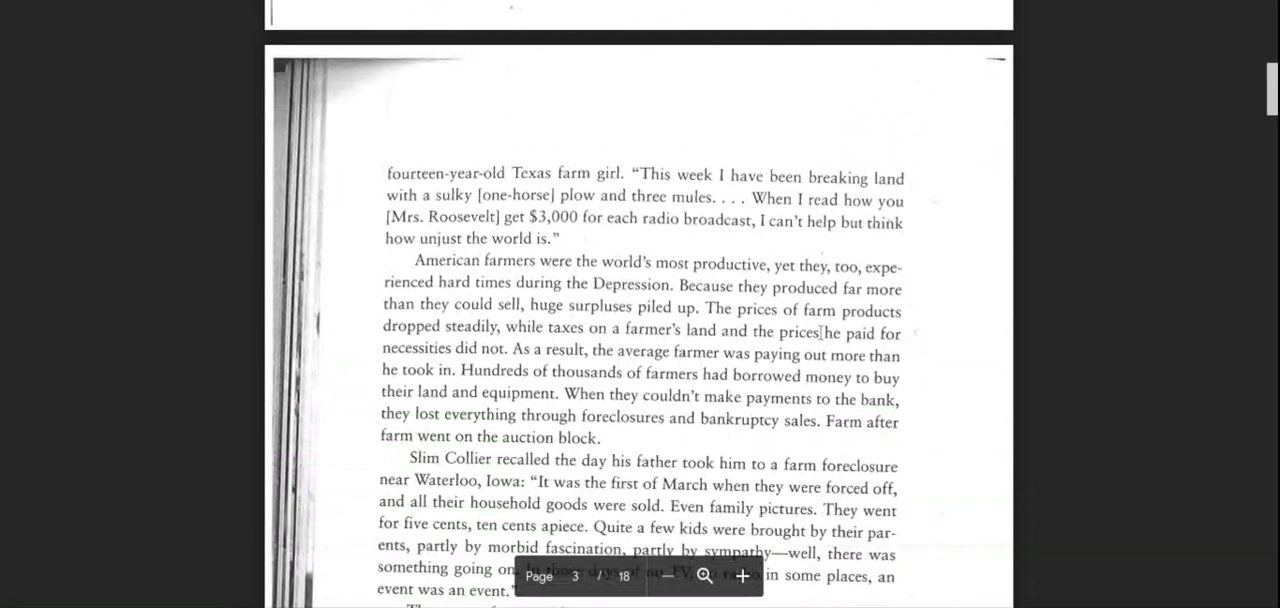 fourteen-year-old Texas farm girl. “This week I have been breaking land
with a sulky [one-horse] plow and three mules. . . . When I read how you
[Mrs. Roosevelt] get $3,000 for each radio broadcast, I can’t help but think
how unjust the world is.”
American farmers were the world’s most productive, yet they, too, expe-
rienced hard times during the Depression. Because they produced far more
than they could sell, huge surpluses piled up. The prices of farm products
dropped steadily, while taxes on a farmer’s land and the prices he paid for
necessities did not. As a result, the average farmer was paying out more than
he took in. Hundreds of thousands of farmers had borrowed money to buy
their land and equipment. When they couldn’t make payments to the bank,
they lost everything through foreclosures and bankruptcy sales. Farm after
farm went on the auction block.
Slim Collier recalled the day his father took him to a farm foreclosure
near Waterloo, Iowa: “It was the first of March when they were forced off,
and all their household goods were sold. Even family pictures. They went
for five cents, ten cents apiece. Quite a few kids were brought by their par-
ents, partly by morbid fascination, partly by sympathy—well, there was
something going on. In those days of no TV, no radio in some places, an
event was an event.”
Page 3 / 18